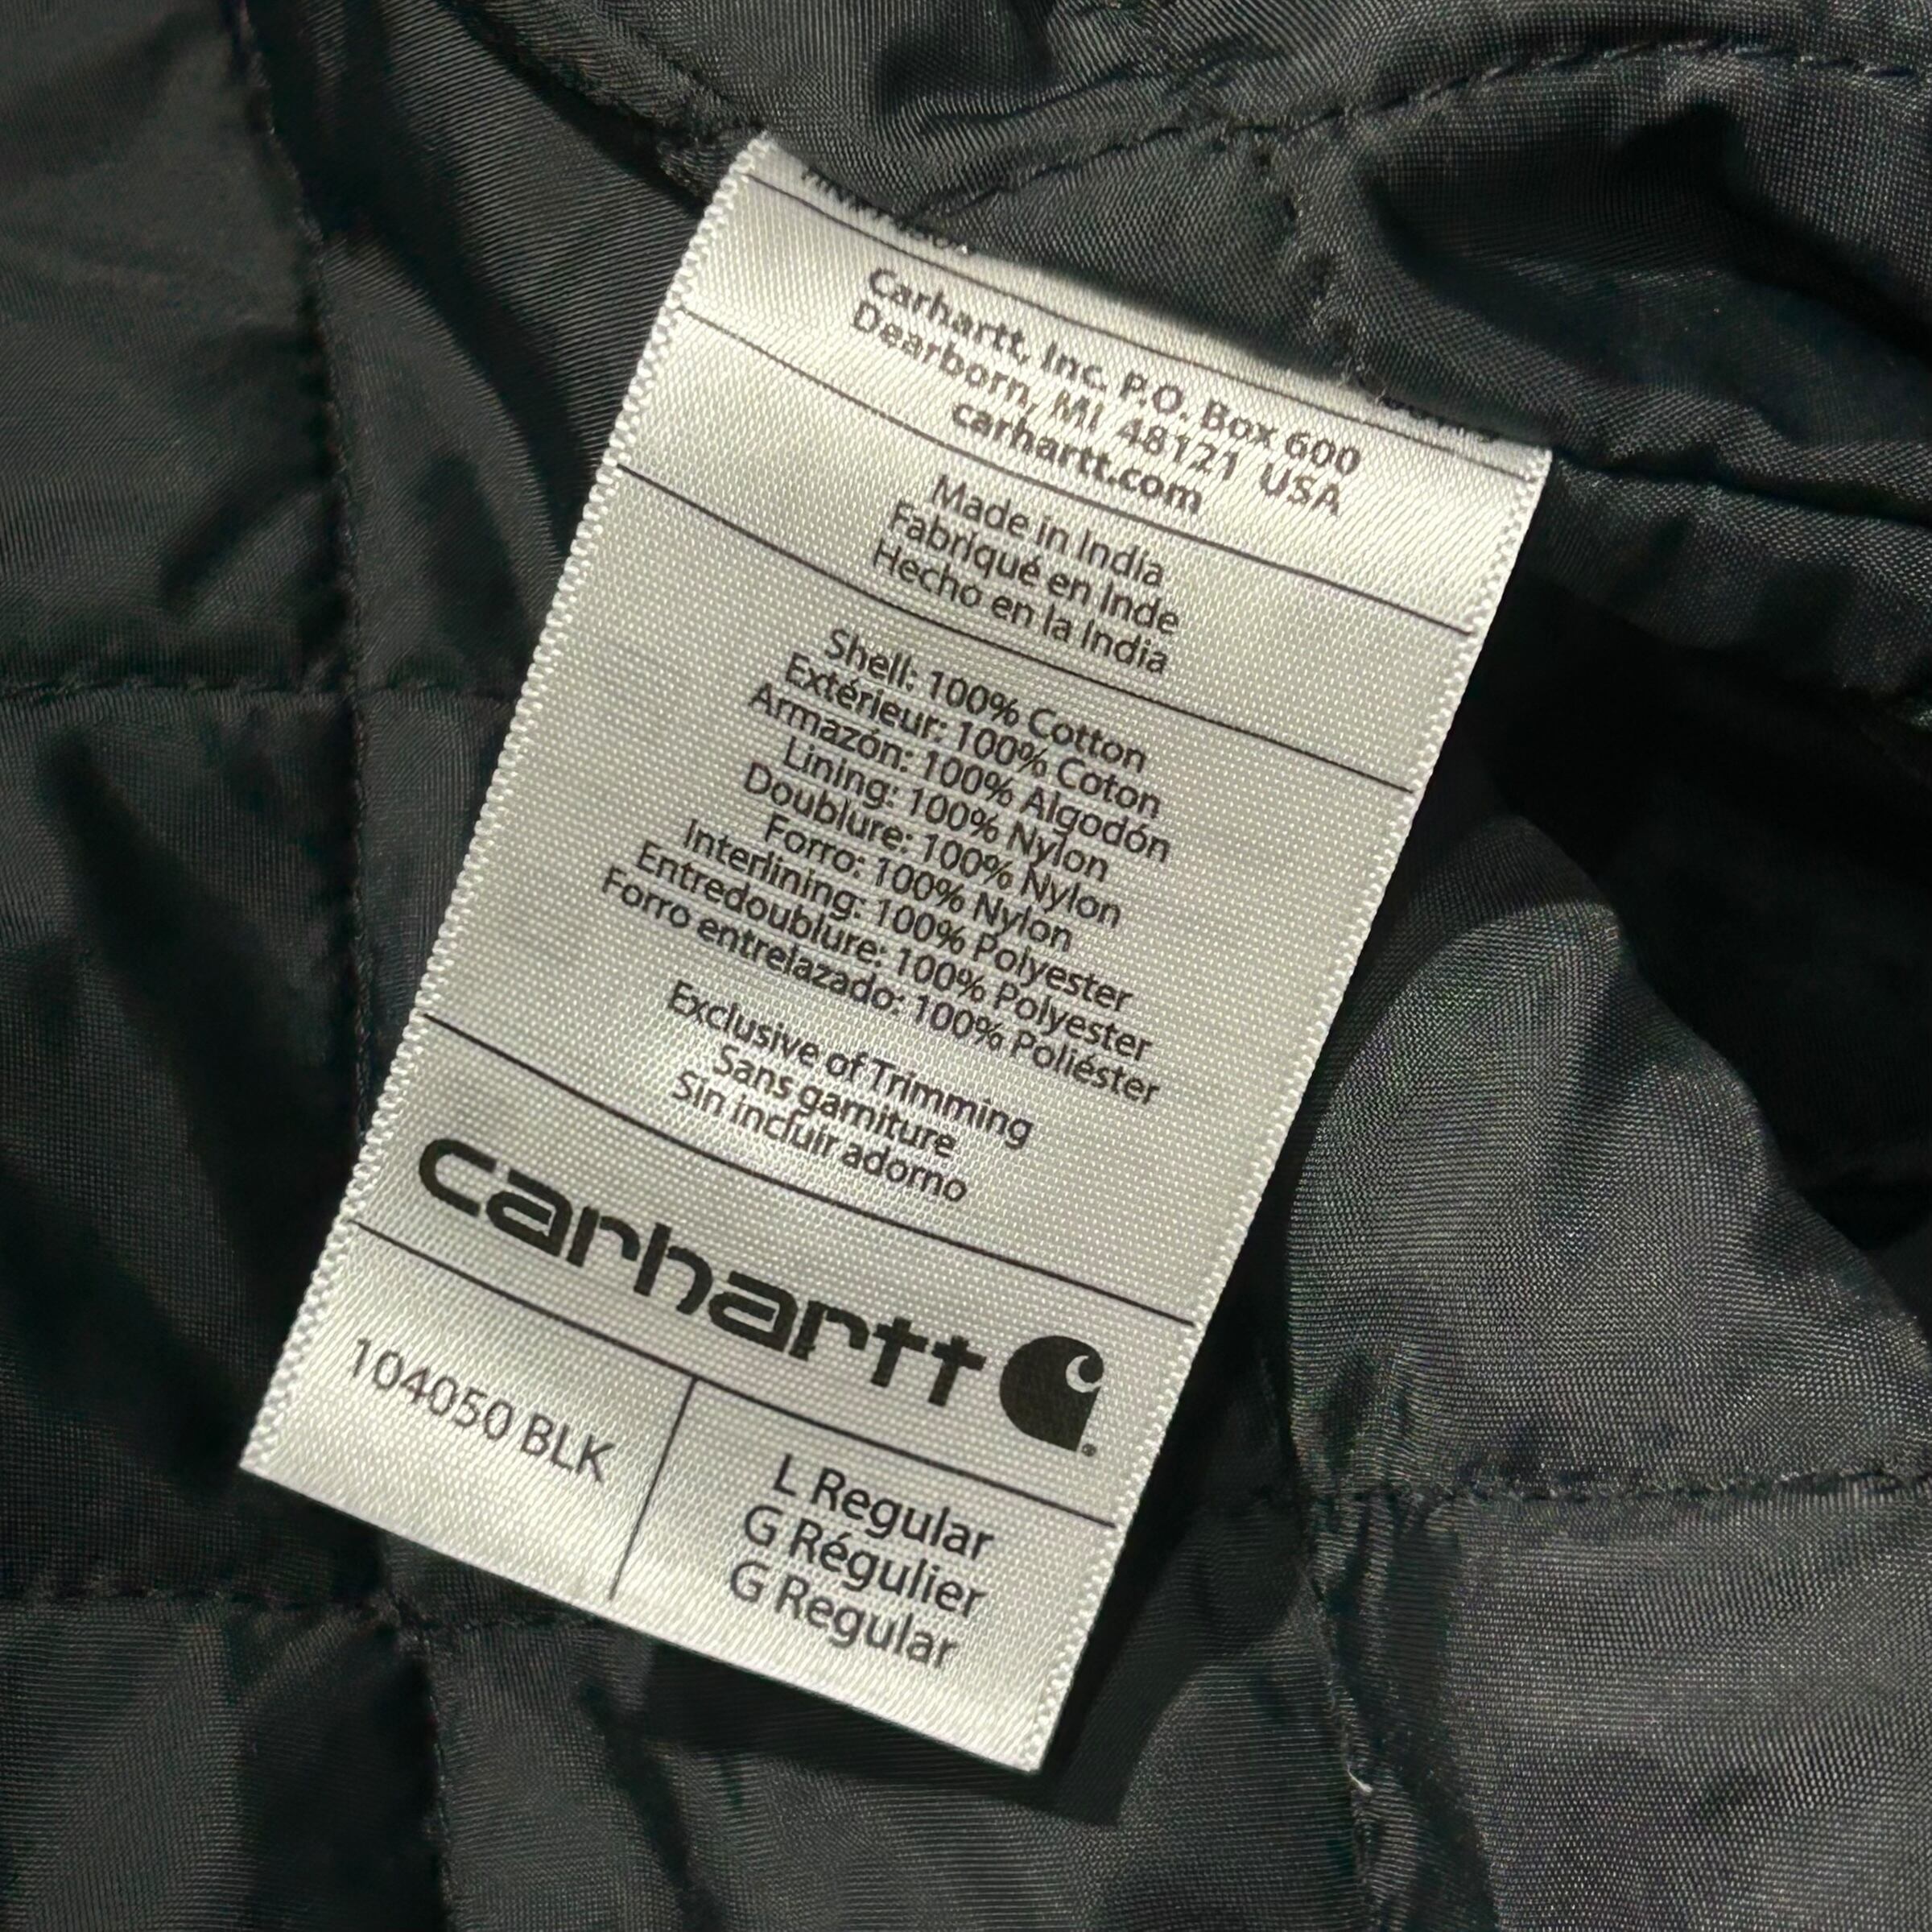 Carhartt, Inc. P.O. Box 600
Dearborn, MI 48121 USA
carhartt.com
Made in India
Fabriqué en Inde
Hecho en la India
Shell: 100% Cotton
Extérieur: 100% Coton
Armazón: 100% Algodón
Lining: 100% Nylon
Doublure: 100% Nylon
Forro: 100% Nylon
Interlining: 100% Polyester
Entredoublure: 100% Polyester
Forro entrelazado: 100% Poliéster
Exclusive of Trimming
Sans garniture
Sin incluir adorno
carhartt
104050 BLK
L Regular
G Régulier
G Regular